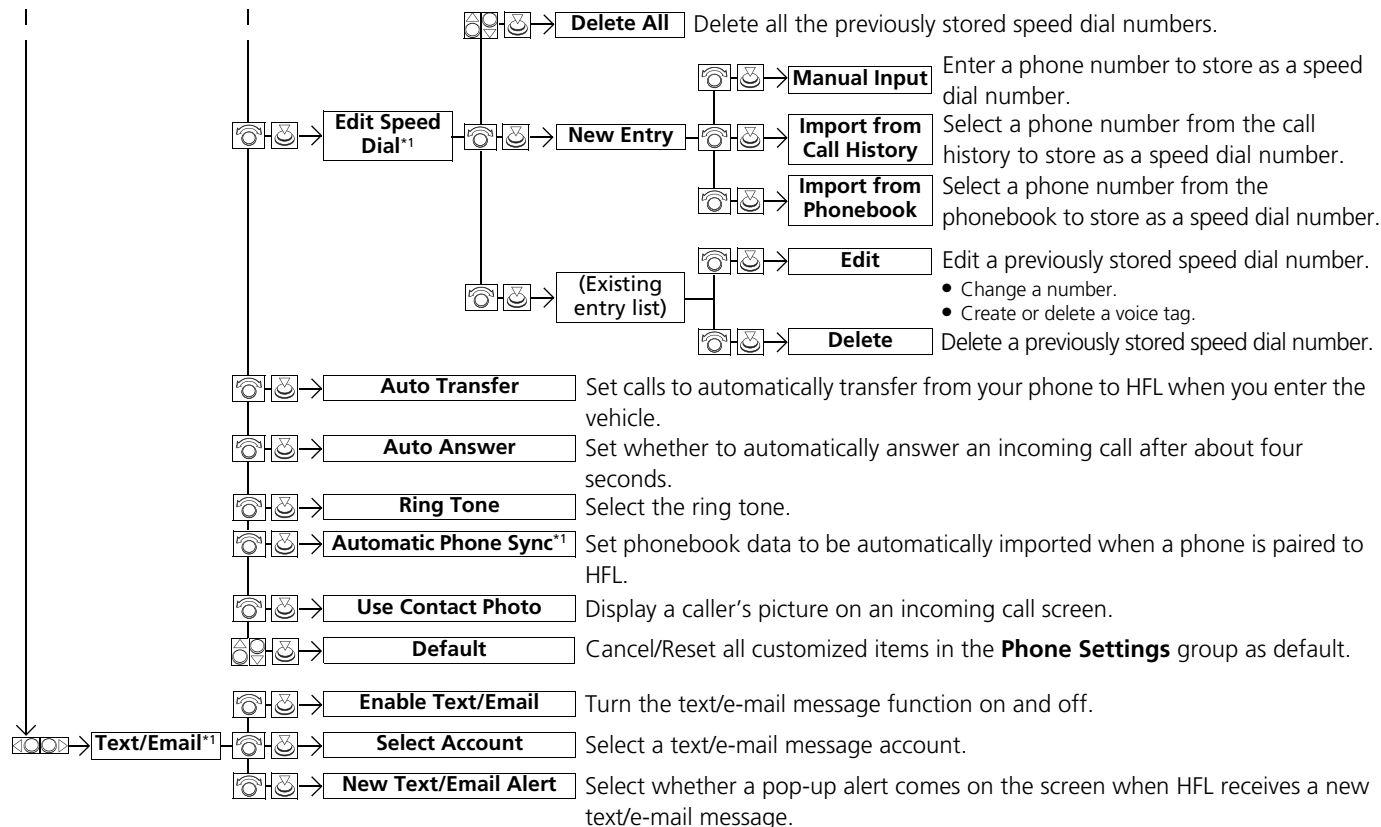 Delete All Delete all the previously stored speed dial numbers.
Manual Input Enter a phone number to store as a speed
dial number.
Edit Speed
Dial*1
New Entry
Import from
Call History
Select a phone number from the call
history to store as a speed dial number.
Import from
Phonebook
Select a phone number from the
phonebook to store as a speed dial number.
(Existing
entry list)
Edit Edit a previously stored speed dial number.
• Change a number.
• Create or delete a voice tag.
Delete Delete a previously stored speed dial number.
Auto Transfer Set calls to automatically transfer from your phone to HFL when you enter the
vehicle.
Auto Answer Set whether to automatically answer an incoming call after about four
seconds.
Ring Tone Select the ring tone.
Automatic Phone Sync*1 Set phonebook data to be automatically imported when a phone is paired to
HFL.
Use Contact Photo Display a caller's picture on an incoming call screen.
Default Cancel/Reset all customized items in the Phone Settings group as default.
Enable Text/Email Turn the text/e-mail message function on and off.
Text/Email*1 Select Account Select a text/e-mail message account.
New Text/Email Alert Select whether a pop-up alert comes on the screen when HFL receives a new
text/e-mail message.